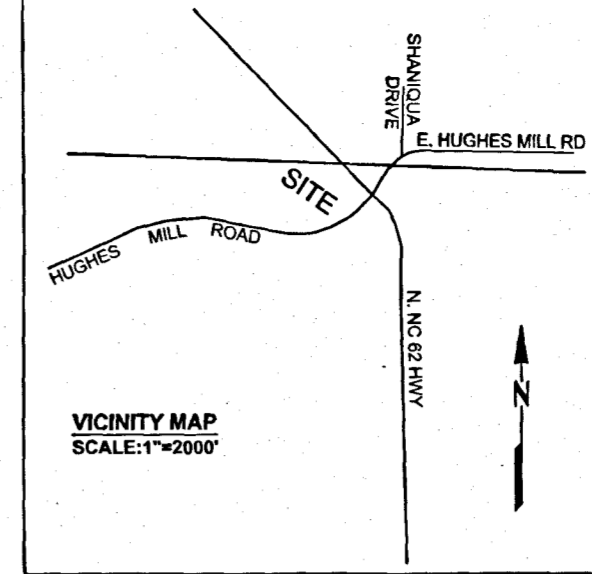 SHANIQUA
DRIVE
E. HUGHES MILL RD
SITE
HUGHES MILL ROAD
N. NC 62 HWY
N
VICINITY MAP
SCALE:1"=2000'